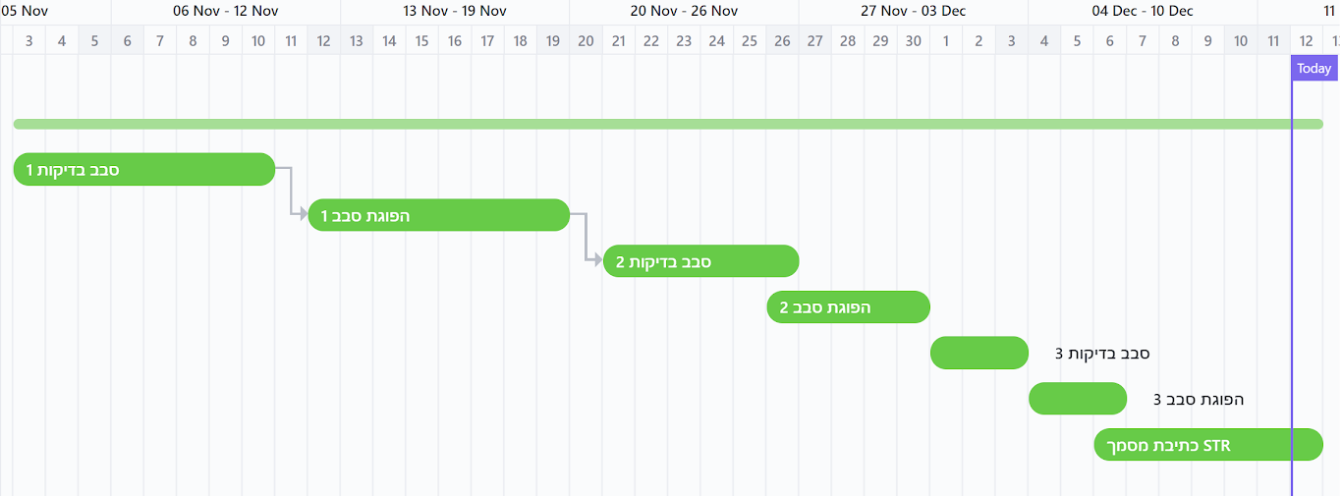 05 Nov 06 Nov - 12 Nov 13 Nov - 19 Nov 20 Nov - 26 Nov 27 Nov - 03 Dec 04 Dec - 10 Dec 11
3 4 5 6 7 8 9 10 11 12 13 14 15 16 17 18 19 20 21 22 23 24 25 26 27 28 29 30 1 2 3 4 5 6 7 8 9 10 11 12
Today
סבב בדיקות 1
הפוגת סבב 1
סבב בדיקות 2
הפוגת סבב 2
סבב בדיקות 3
הפוגת סבב 3
כתיבת מסמך STR